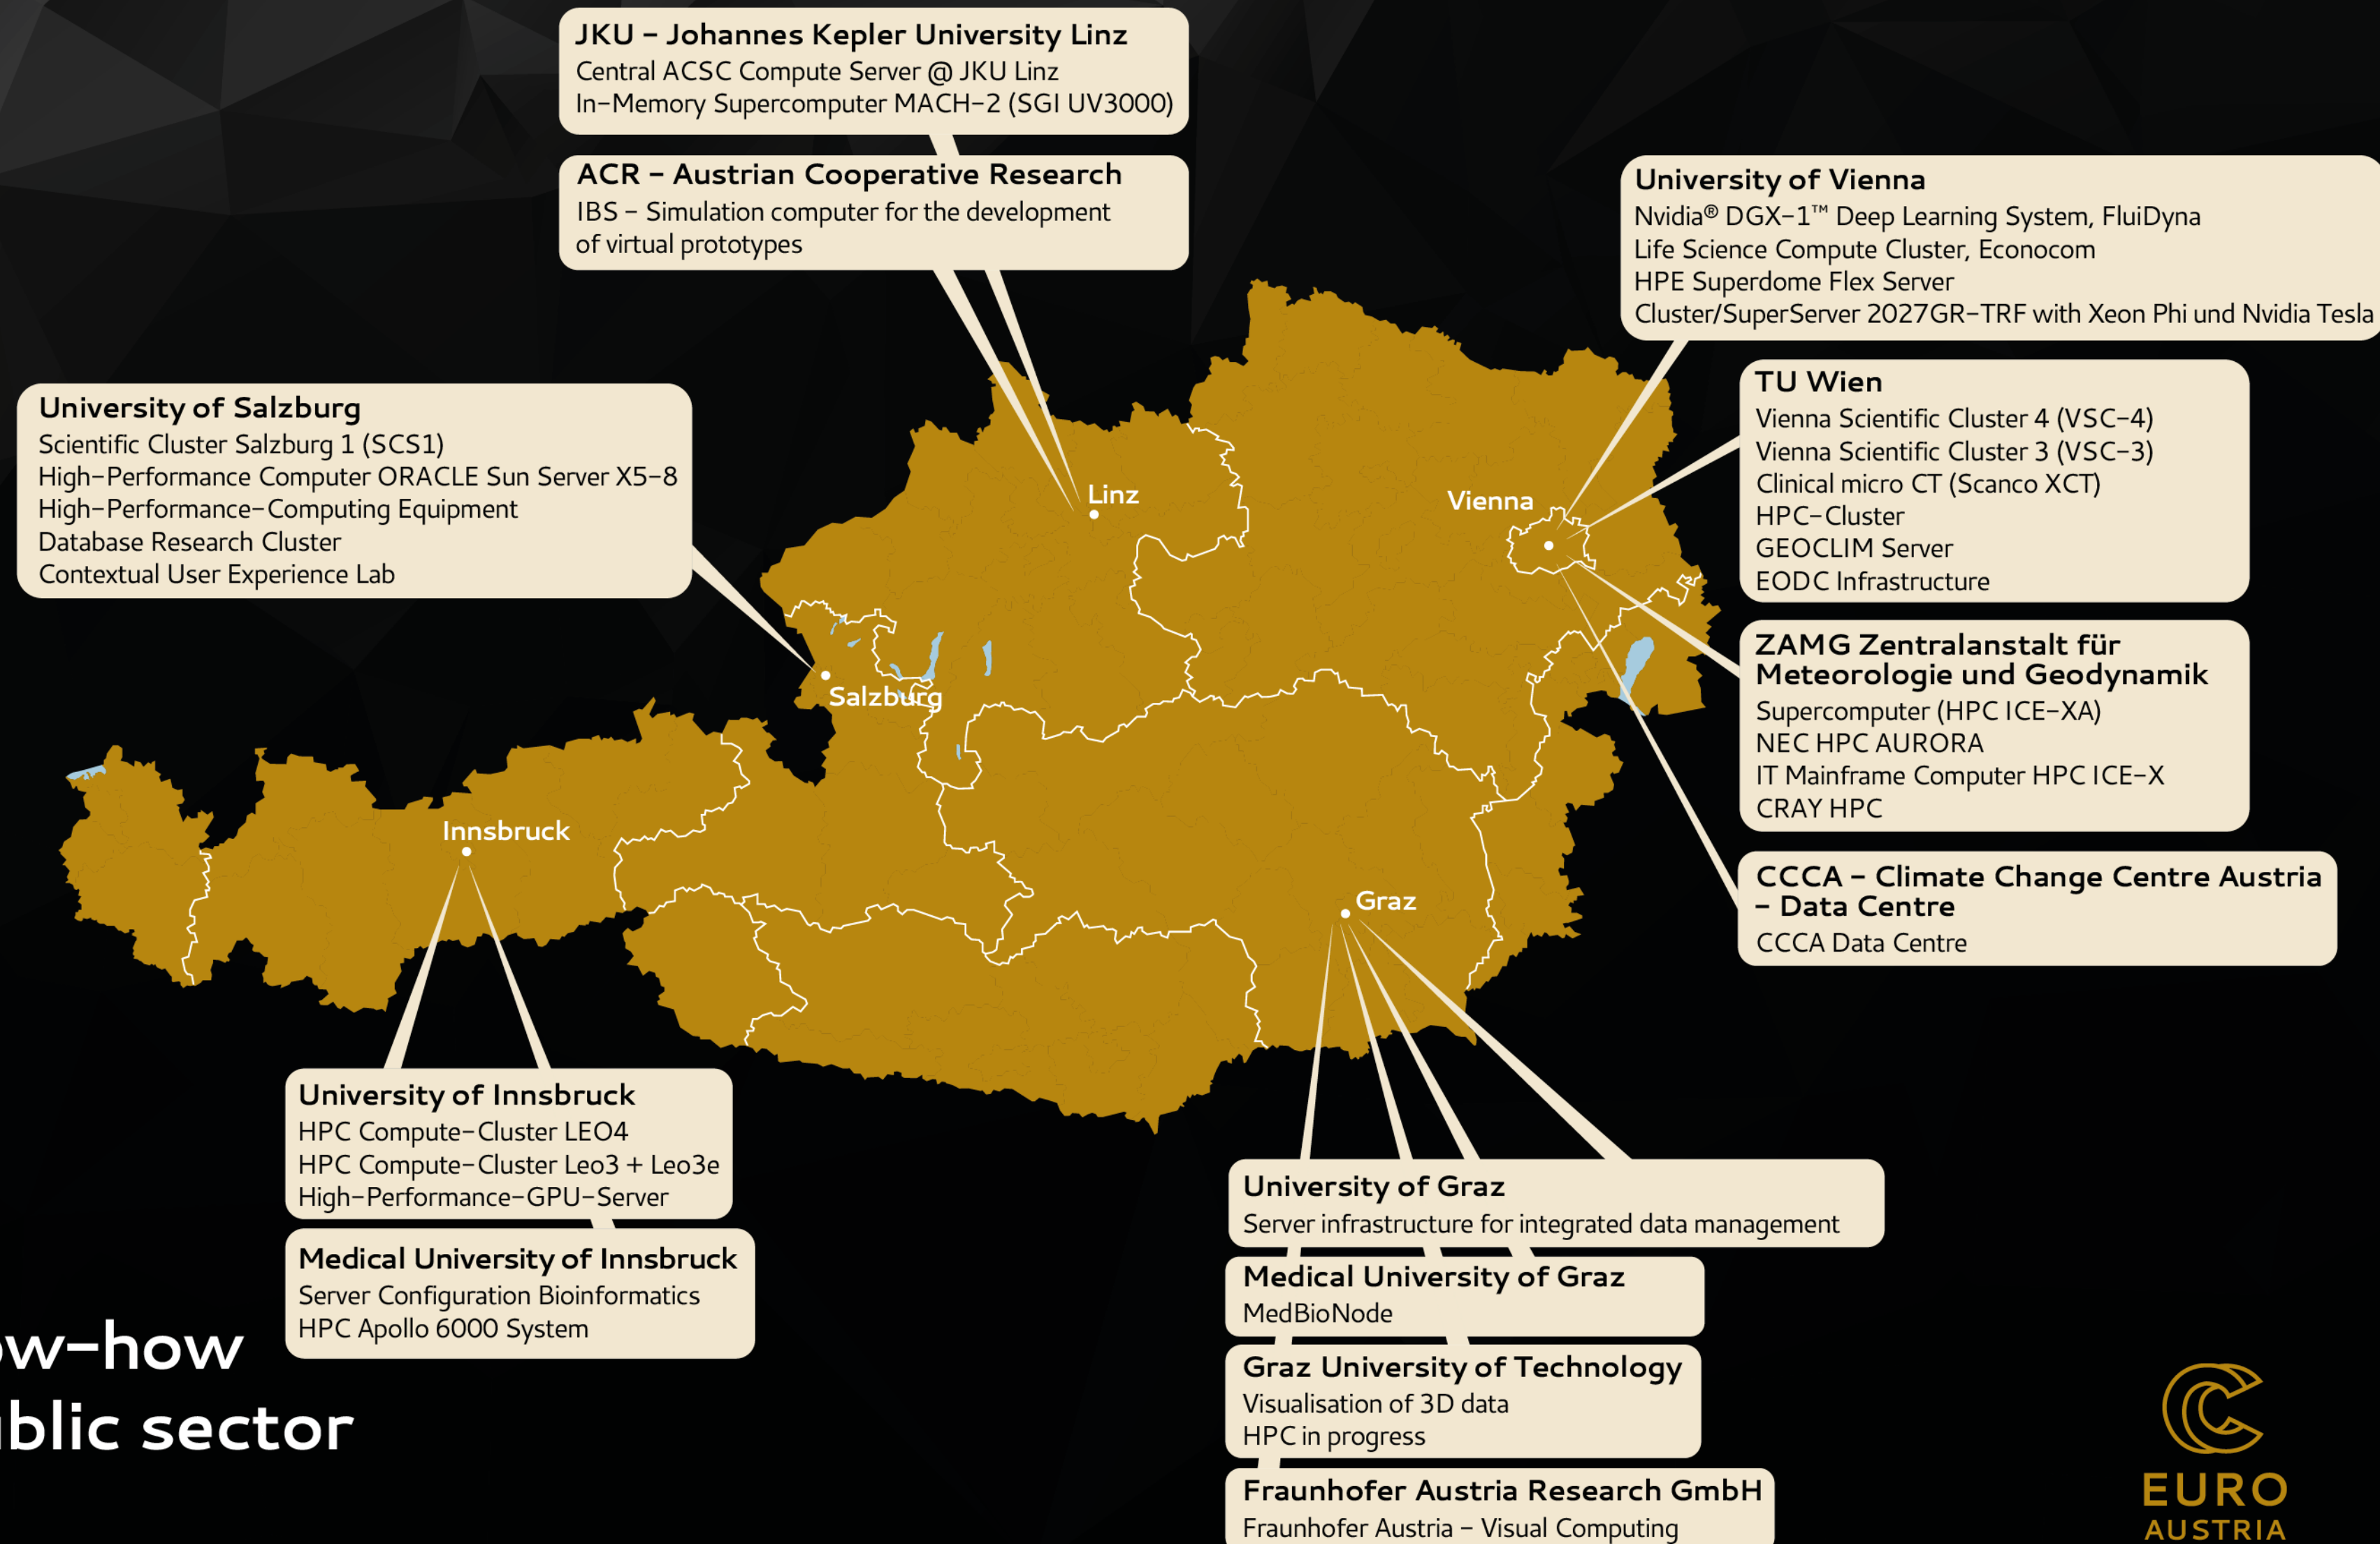 JKU - Johannes Kepler University Linz
Central ACSC Compute Server @ JKU Linz
In-Memory Supercomputer MACH-2 (SGI UV3000)
ACR - Austrian Cooperative Research
IBS - Simulation computer for the development
of virtual prototypes
University of Vienna
Nvidia® DGX-1™ Deep Learning System, FluiDyna
Life Science Compute Cluster, Econocom
HPE Superdome Flex Server
Cluster/SuperServer 2027GR-TRF with Xeon Phi und Nvidia Tesla
TU Wien
Vienna Scientific Cluster 4 (VSC-4)
Vienna Scientific Cluster 3 (VSC-3)
Clinical micro CT (Scanco XCT)
HPC-Cluster
GEOCLIM Server
EODC Infrastructure
University of Salzburg
Scientific Cluster Salzburg 1 (SCS1)
High-Performance Computer ORACLE Sun Server X5-8
High-Performance-Computing Equipment
Database Research Cluster
Contextual User Experience Lab
Linz
Vienna
Salzburg
Innsbruck
Graz
ZAMG Zentralanstalt für
Meteorologie und Geodynamik
Supercomputer (HPC ICE-XA)
NEC HPC AURORA
IT Mainframe Computer HPC ICE-X
CRAY HPC
CCCA - Climate Change Centre Austria
- Data Centre
CCCA Data Centre
University of Innsbruck
HPC Compute-Cluster LEO4
HPC Compute-Cluster Leo3 + Leo3e
High-Performance-GPU-Server
Medical University of Innsbruck
Server Configuration Bioinformatics
HPC Apollo 6000 System
University of Graz
Server infrastructure for integrated data management
Medical University of Graz
MedBioNode
Graz University of Technology
Visualisation of 3D data
HPC in progress
Fraunhofer Austria Research GmbH
Fraunhofer Austria - Visual Computing
ow-how
blic sector
EURO
AUSTRIA